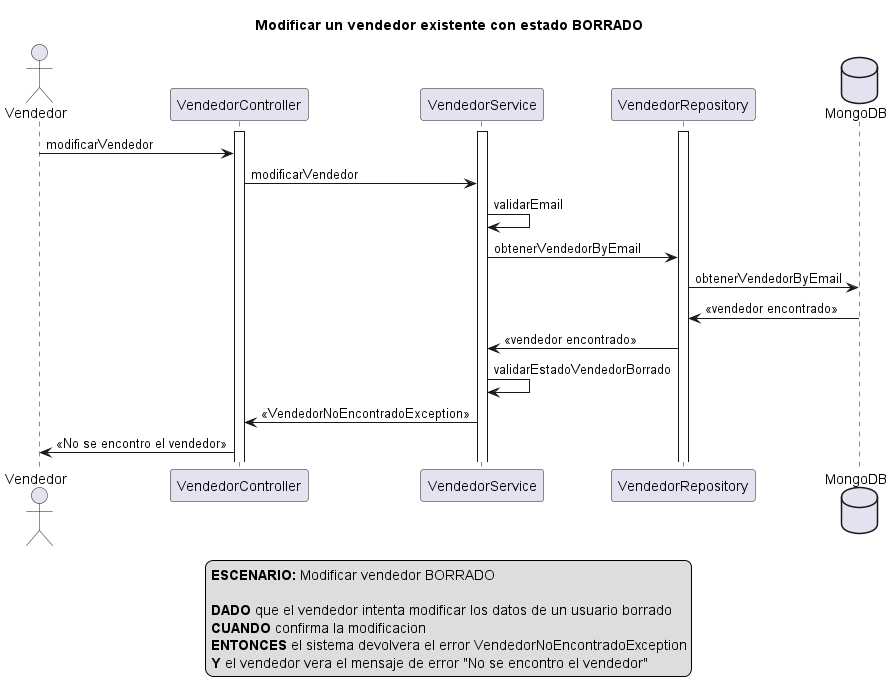 Modificar un vendedor existente con estado BORRADO
Vendedor
VendedorController
VendedorService
VendedorRepository
MongoDB
modificarVendedor
modificarVendedor
validarEmail
obtenerVendedorByEmail
obtenerVendedorByEmail
«vendedor encontrado»
«vendedor encontrado»
validarEstadoVendedorBorrado
«VendedorNoEncontradoException»
«No se encontro el vendedor»
Vendedor
VendedorController
VendedorService
VendedorRepository
MongoDB
ESCENARIO: Modificar vendedor BORRADO
DADO que el vendedor intenta modificar los datos de un usuario borrado
CUANDO confirma la modificacion
ENTONCES el sistema devolvera el error VendedorNoEncontradoException
Y el vendedor vera el mensaje de error "No se encontro el vendedor"